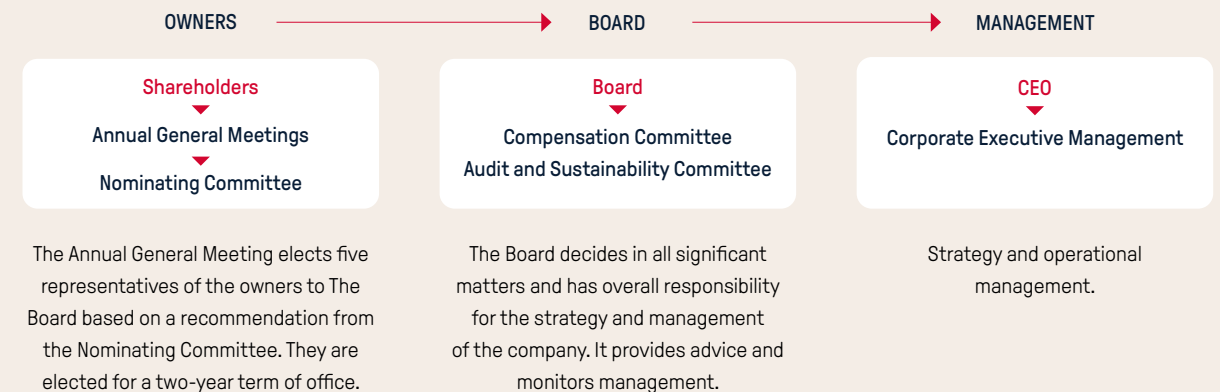 OWNERS
BOARD
MANAGEMENT
Shareholders
Annual General Meetings
Nominating Committee
Board
Compensation Committee
Audit and Sustainability Committee
CEO
Corporate Executive Management
The Annual General Meeting elects five
representatives of the owners to The
Board based on a recommendation from
the Nominating Committee. They are
elected for a two-year term of office.
The Board decides in all significant
matters and has overall responsibility
for the strategy and management
of the company. It provides advice and
monitors management.
Strategy and operational
management.